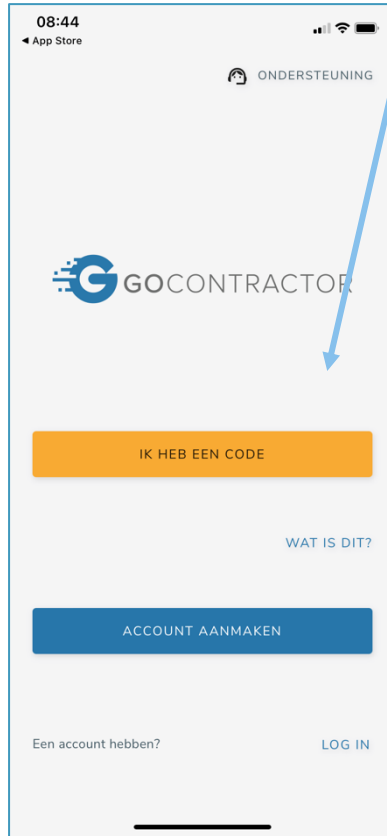 08:44
◀ App Store
ONDERSTEUNING
GOCONTRACTOR
IK HEB EEN CODE
WAT IS DIT?
ACCOUNT AANMAKEN
Een account hebben? LOG IN